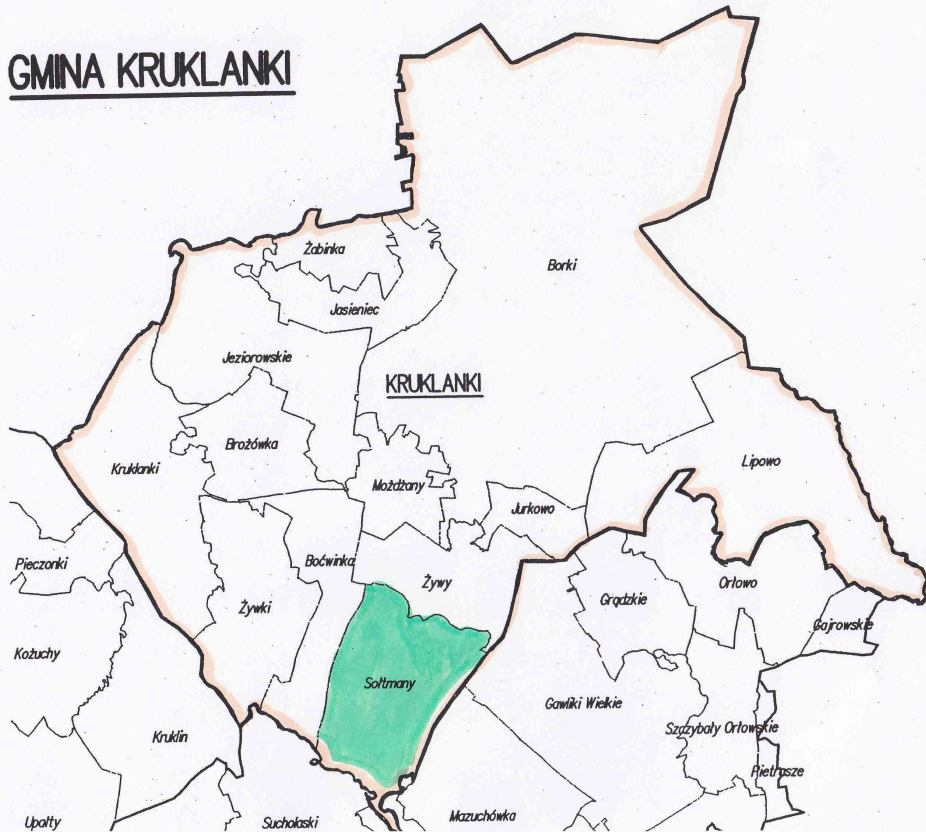 GMINA KRUKLANKI
Żabinka
Borki
Jasieniec
Jeziorowskie
KRUKLANKI
Brożówka
Kruklanki
Lipowo
Możdżany
Jurkowo
Boćwinka
Pieczonki
Żywy
Orłowo
Żywki
Grądzkie
Gajrowskie
Kożuchy
Sołtmany
Gawliki Wielkie
Szczybały Orłowskie
Kruklin
Pietrasze
Upałty
Sucholaski
Mazuchówka